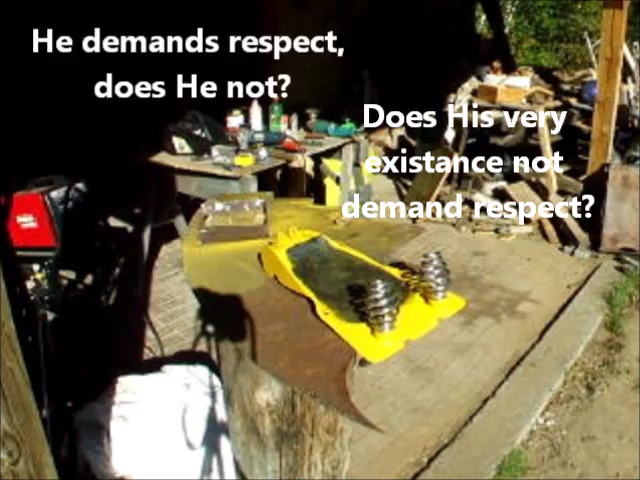 He demands respect,
does He not?
Does His very
existance not
demand respect?